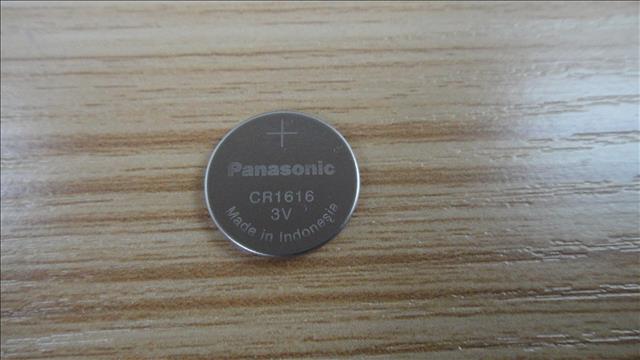 +
Panasonic
CR1616
3V
Made in Indonesia